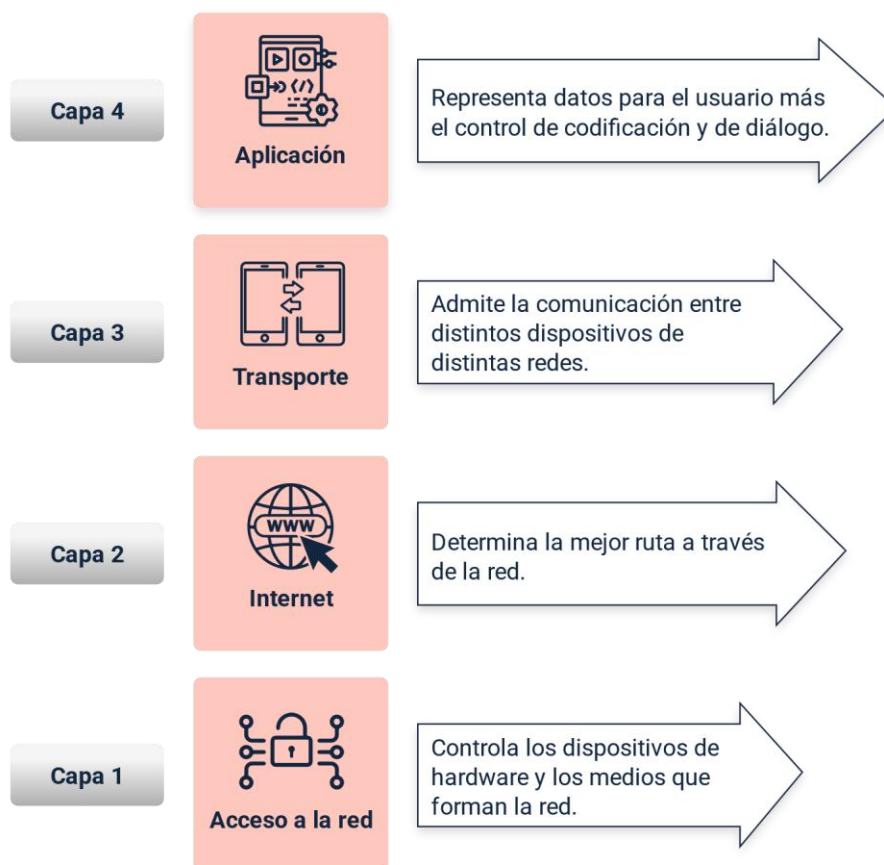 Capa 4
Aplicación
Representa datos para el usuario más
el control de codificación y de diálogo.
Capa 3
Transporte
Admite la comunicación entre
distintos dispositivos de
distintas redes.
Capa 2
WWW
Internet
Determina la mejor ruta a través
de la red.
Capa 1
Acceso a la red
Controla los dispositivos de
hardware y los medios que
forman la red.